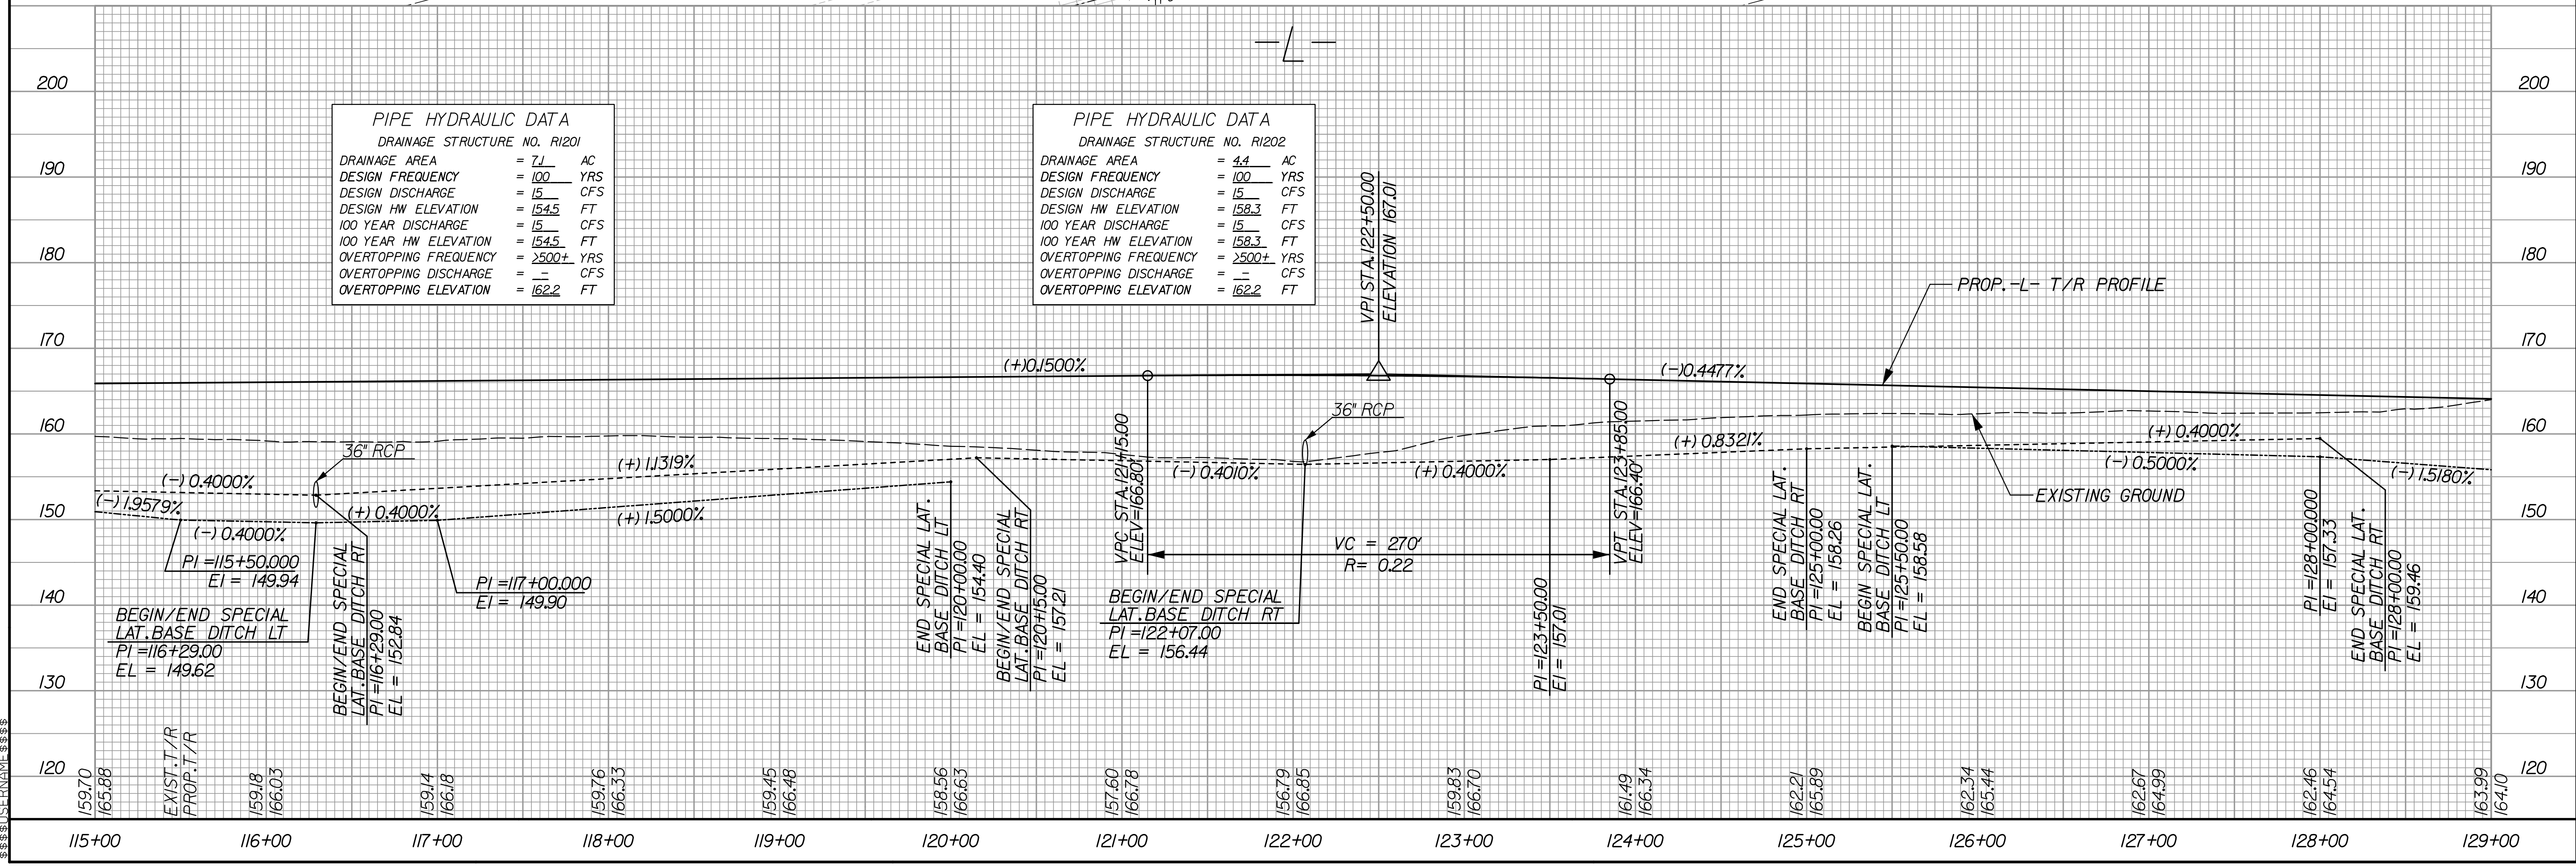 -L-
200
200
190
190
180
180
170
170
160
160
150
150
140
140
130
130
120
120
PIPE HYDRAULIC DATA
DRAINAGE STRUCTURE NO. R1201
DRAINAGE AREA = 7.1 AC
DESIGN FREQUENCY = 100 YRS
DESIGN DISCHARGE = 15 CFS
DESIGN HW ELEVATION = 154.5 FT
100 YEAR DISCHARGE = 15 CFS
100 YEAR HW ELEVATION = 154.5 FT
OVERTOPPING FREQUENCY = >500+ YRS
OVERTOPPING DISCHARGE = - CFS
OVERTOPPING ELEVATION = 162.2 FT
PIPE HYDRAULIC DATA
DRAINAGE STRUCTURE NO. R1202
DRAINAGE AREA = 4.4 AC
DESIGN FREQUENCY = 100 YRS
DESIGN DISCHARGE = 15 CFS
DESIGN HW ELEVATION = 158.3 FT
100 YEAR DISCHARGE = 15 CFS
100 YEAR HW ELEVATION = 158.3 FT
OVERTOPPING FREQUENCY = >500+ YRS
OVERTOPPING DISCHARGE = - CFS
OVERTOPPING ELEVATION = 162.2 FT
VPI STA.122+50.00
ELEVATION 167.01
PROP.-L- T/R PROFILE
(+)0.1500%
(-)0.4477%
36" RCP
36" RCP
(-) 0.4000%
(+) 1.1319%
(-) 1.9579%
(-) 0.4000%
(+) 0.4000%
(+) 1.5000%
(-) 0.4010%
(+) 0.4000%
(+) 0.8321%
(+) 0.4000%
(-) 0.5000%
(-) 1.5180%
EXISTING GROUND
PI =115+50.000
EI = 149.94
BEGIN/END SPECIAL
LAT.BASE DITCH LT
PI =116+29.00
EL = 149.62
BEGIN/END SPECIAL
LAT.BASE DITCH RT
PI =116+29.00
EL = 152.84
PI =117+00.000
EI = 149.90
END SPECIAL LAT.
BASE DITCH LT
PI =120+00.00
EL = 154.40
BEGIN/END SPECIAL
LAT.BASE DITCH RT
PI =120+15.00
EL = 157.21
VPC STA.121+15.00
ELEV=166.80'
VC = 270'
R= 0.22
VPT STA.123+85.00
ELEV=166.40'
BEGIN/END SPECIAL
LAT.BASE DITCH RT
PI =122+07.00
EL = 156.44
PI =123+50.00
EI = 157.01
END SPECIAL LAT.
BASE DITCH RT
PI =125+00.00
EL = 158.26
BEGIN SPECIAL LAT.
BASE DITCH LT
PI =125+50.00
EL = 158.58
PI =128+00.000
EI = 157.33
END SPECIAL LAT.
BASE DITCH RT
PI =128+00.00
EL = 159.46
EXIST.T/R
PROP.T/R
159.70
165.88
159.18
166.03
159.14
166.18
159.76
166.33
159.45
166.48
158.56
166.63
157.60
166.78
156.79
166.85
159.83
166.70
161.49
166.34
162.21
165.89
162.34
165.44
162.67
164.99
162.46
164.54
163.99
164.10
115+00
116+00
117+00
118+00
119+00
120+00
121+00
122+00
123+00
124+00
125+00
126+00
127+00
128+00
129+00